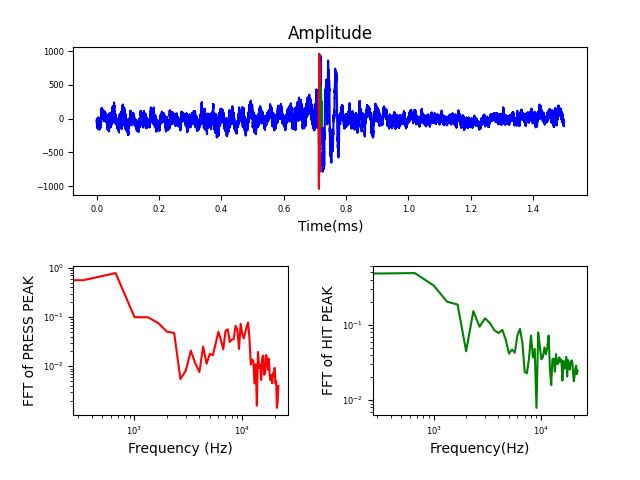 Amplitude
1000
500
0
−500
−1000
0.0 0.2 0.4 0.6 0.8 1.0 1.2 1.4
Time(ms)
FFT of PRESS PEAK
10⁰
10⁻¹
10⁻²
10³ 10⁴
Frequency (Hz)
FFT of HIT PEAK
10⁻¹
10⁻²
10³ 10⁴
Frequency(Hz)